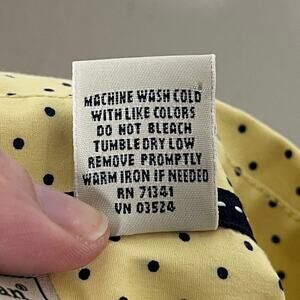 MACHINE WASH COLD
WITH LIKE COLORS
DO NOT BLEACH
TUMBLE DRY LOW
REMOVE PROMPTLY
WARM IRON IF NEEDED
RN 71341
VN 03524